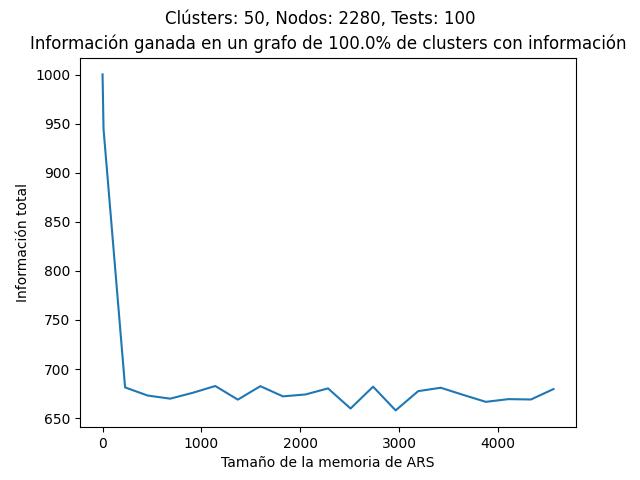 Clústers: 50, Nodos: 2280, Tests: 100
Información ganada en un grafo de 100.0% de clusters con información
1000
950
900
850
800
750
700
650
Información total
0 1000 2000 3000 4000
Tamaño de la memoria de ARS